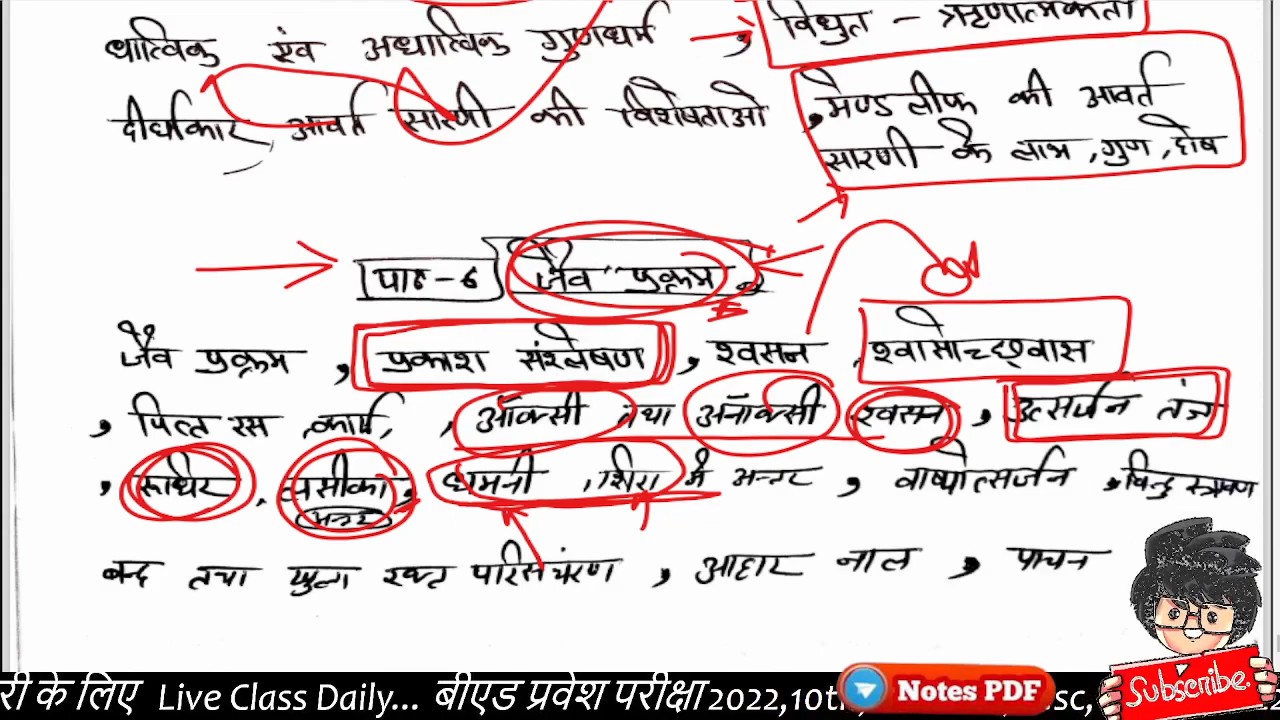 धात्विक एंव अधात्विक गुणधर्म , विधुत - ऋृणात्मकता
दीर्घाकार आवर्त सारणी की विशेषताओ , मेण्डलीफ की आवर्त
सारणी के लाभ , गुण , दोष
पाठ-6 जैव प्रक्रम
जैव प्रक्रम , प्रकाश संश्लेषण , श्वसन , श्वासोच्छ्वास
, पित्त रस कार्य , ऑक्सी तथा अनॉक्सी श्वसन , उत्सर्जन तंत्र
, रूधिर , लसीका , धमनी , शिरा मे अन्तर , वाष्पोत्सर्जन , बिन्दु स्त्रावण
अन्तर
बन्द तथा खुला रक्त परिसंचरण , आहार नाल , पाचन
री के लिए Live Class Daily... बीएड प्रवेश परीक्षा 2022,10th
Notes PDF
Subscribe.